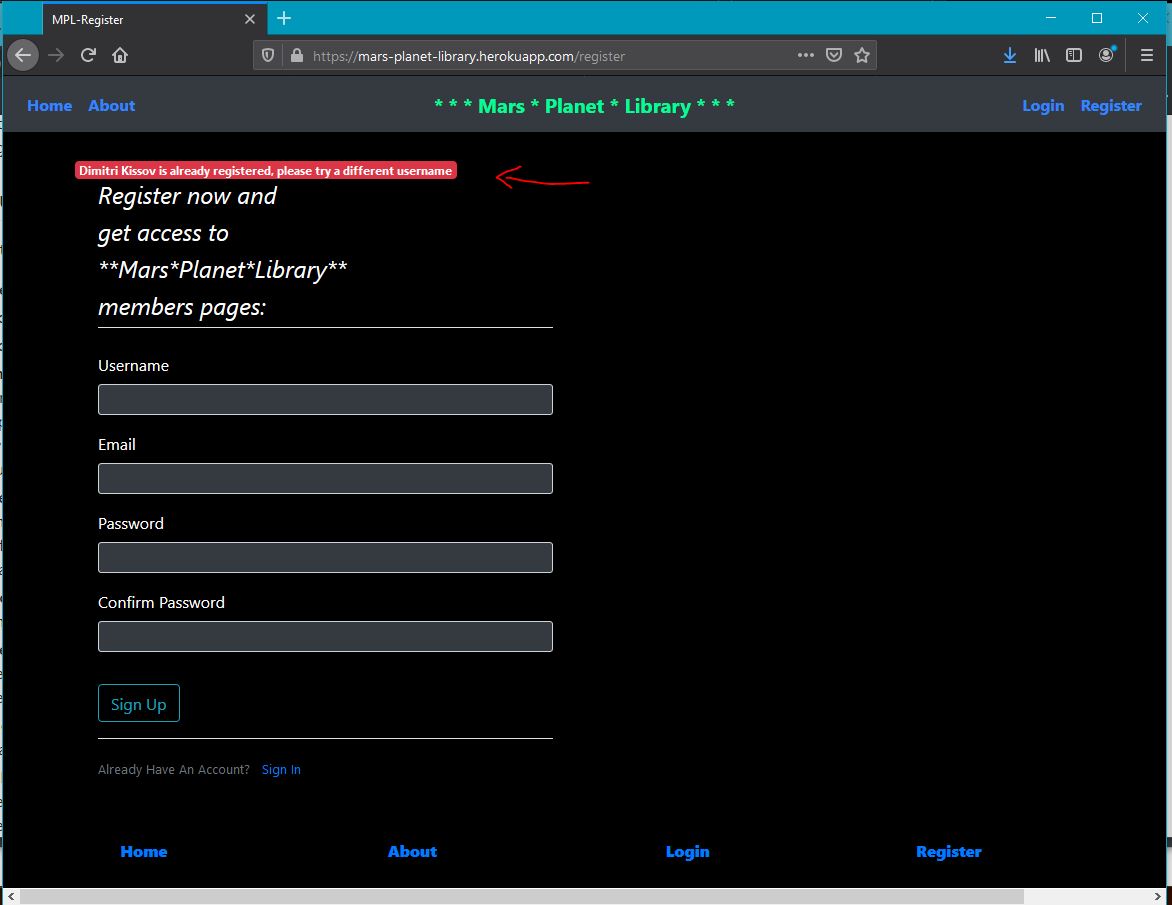 MPL-Register
https://mars-planet-library.herokuapp.com/register
Home About * * * Mars * Planet * Library * * * Login Register
Dimitri Kissov is already registered, please try a different username
Register now and
get access to
**Mars*Planet*Library**
members pages:
Username
Email
Password
Confirm Password
Sign Up
Already Have An Account? Sign In
Home About Login Register